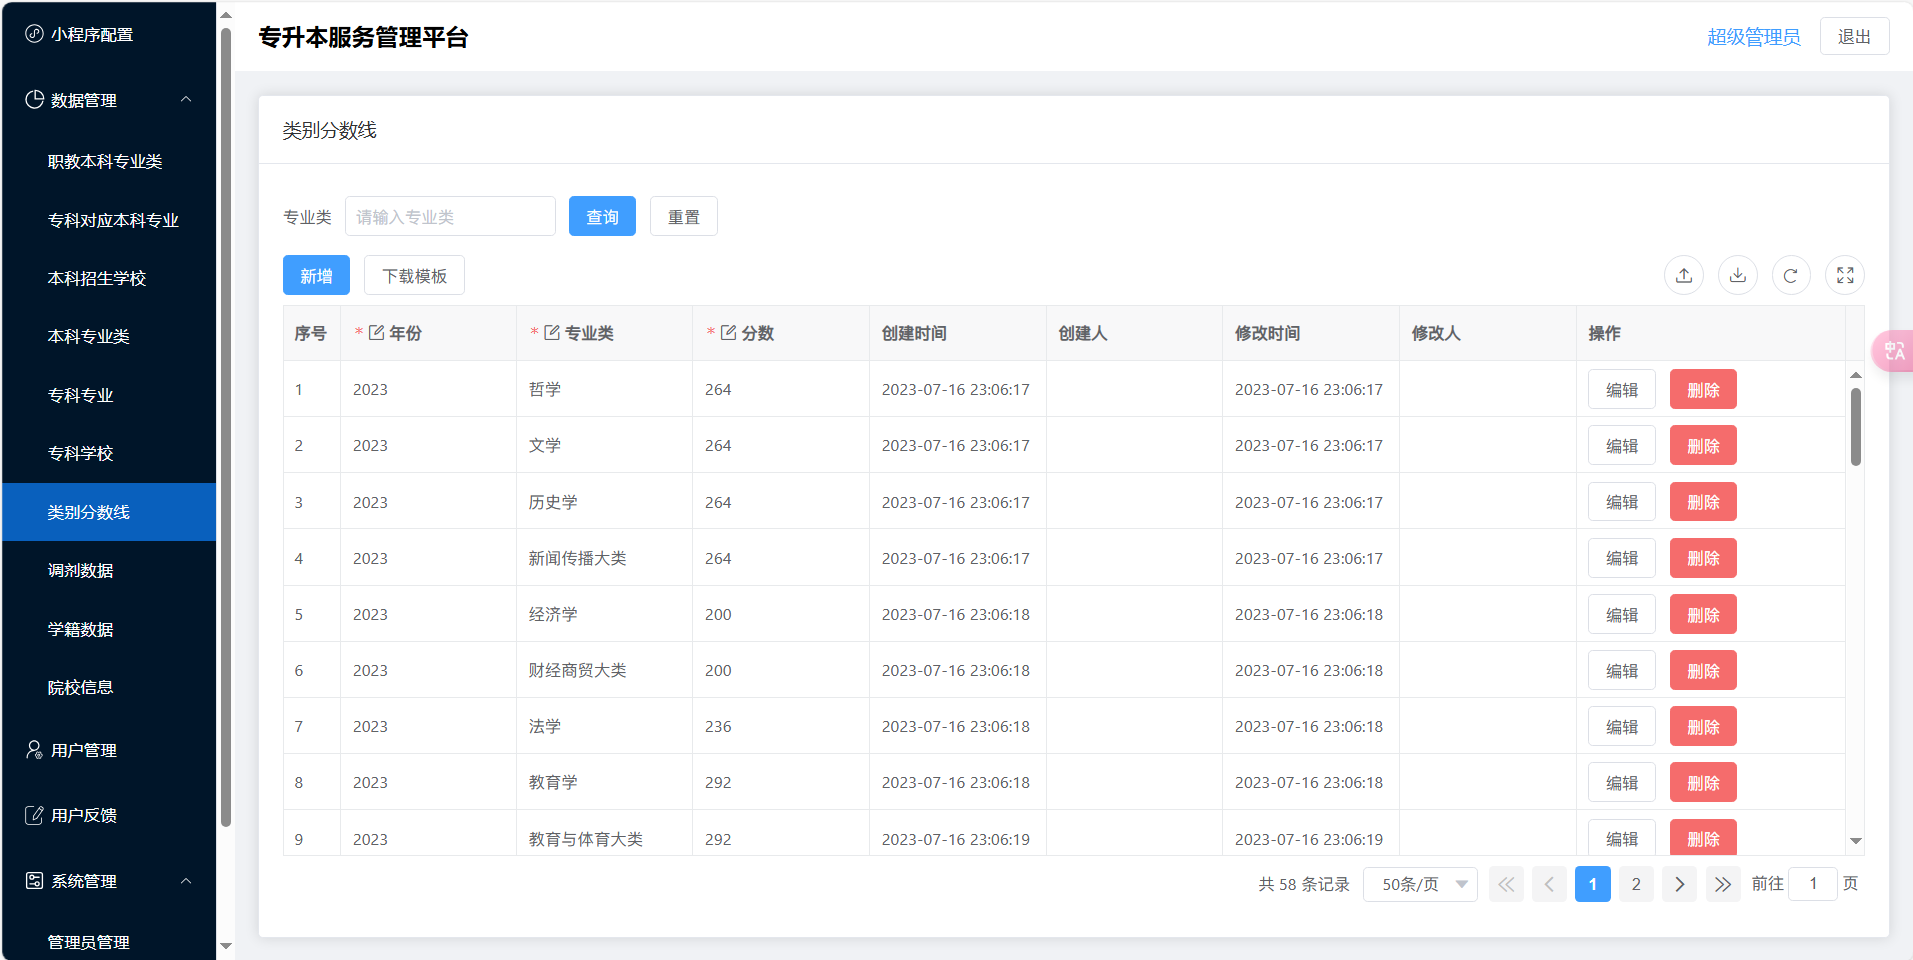 小程序配置
数据管理
职教本科专业类
专科对应本科专业
本科招生学校
本科专业类
专科专业
专科学校
类别分数线
调剂数据
学籍数据
院校信息
用户管理
用户反馈
系统管理
管理员管理
专升本服务管理平台
超级管理员 退出
类别分数线
专业类 请输入专业类 查询 重置
新增 下载模板
序号 * 年份 * 专业类 * 分数 创建时间 创建人 修改时间 修改人 操作
1 2023 哲学 264 2023-07-16 23:06:17 2023-07-16 23:06:17 编辑 删除
2 2023 文学 264 2023-07-16 23:06:17 2023-07-16 23:06:17 编辑 删除
3 2023 历史学 264 2023-07-16 23:06:17 2023-07-16 23:06:17 编辑 删除
4 2023 新闻传播大类 264 2023-07-16 23:06:17 2023-07-16 23:06:17 编辑 删除
5 2023 经济学 200 2023-07-16 23:06:18 2023-07-16 23:06:18 编辑 删除
6 2023 财经商贸大类 200 2023-07-16 23:06:18 2023-07-16 23:06:18 编辑 删除
7 2023 法学 236 2023-07-16 23:06:18 2023-07-16 23:06:18 编辑 删除
8 2023 教育学 292 2023-07-16 23:06:18 2023-07-16 23:06:18 编辑 删除
9 2023 教育与体育大类 292 2023-07-16 23:06:19 2023-07-16 23:06:19 编辑 删除
共 58 条记录 50条/页 1 2 前往 1 页
中A